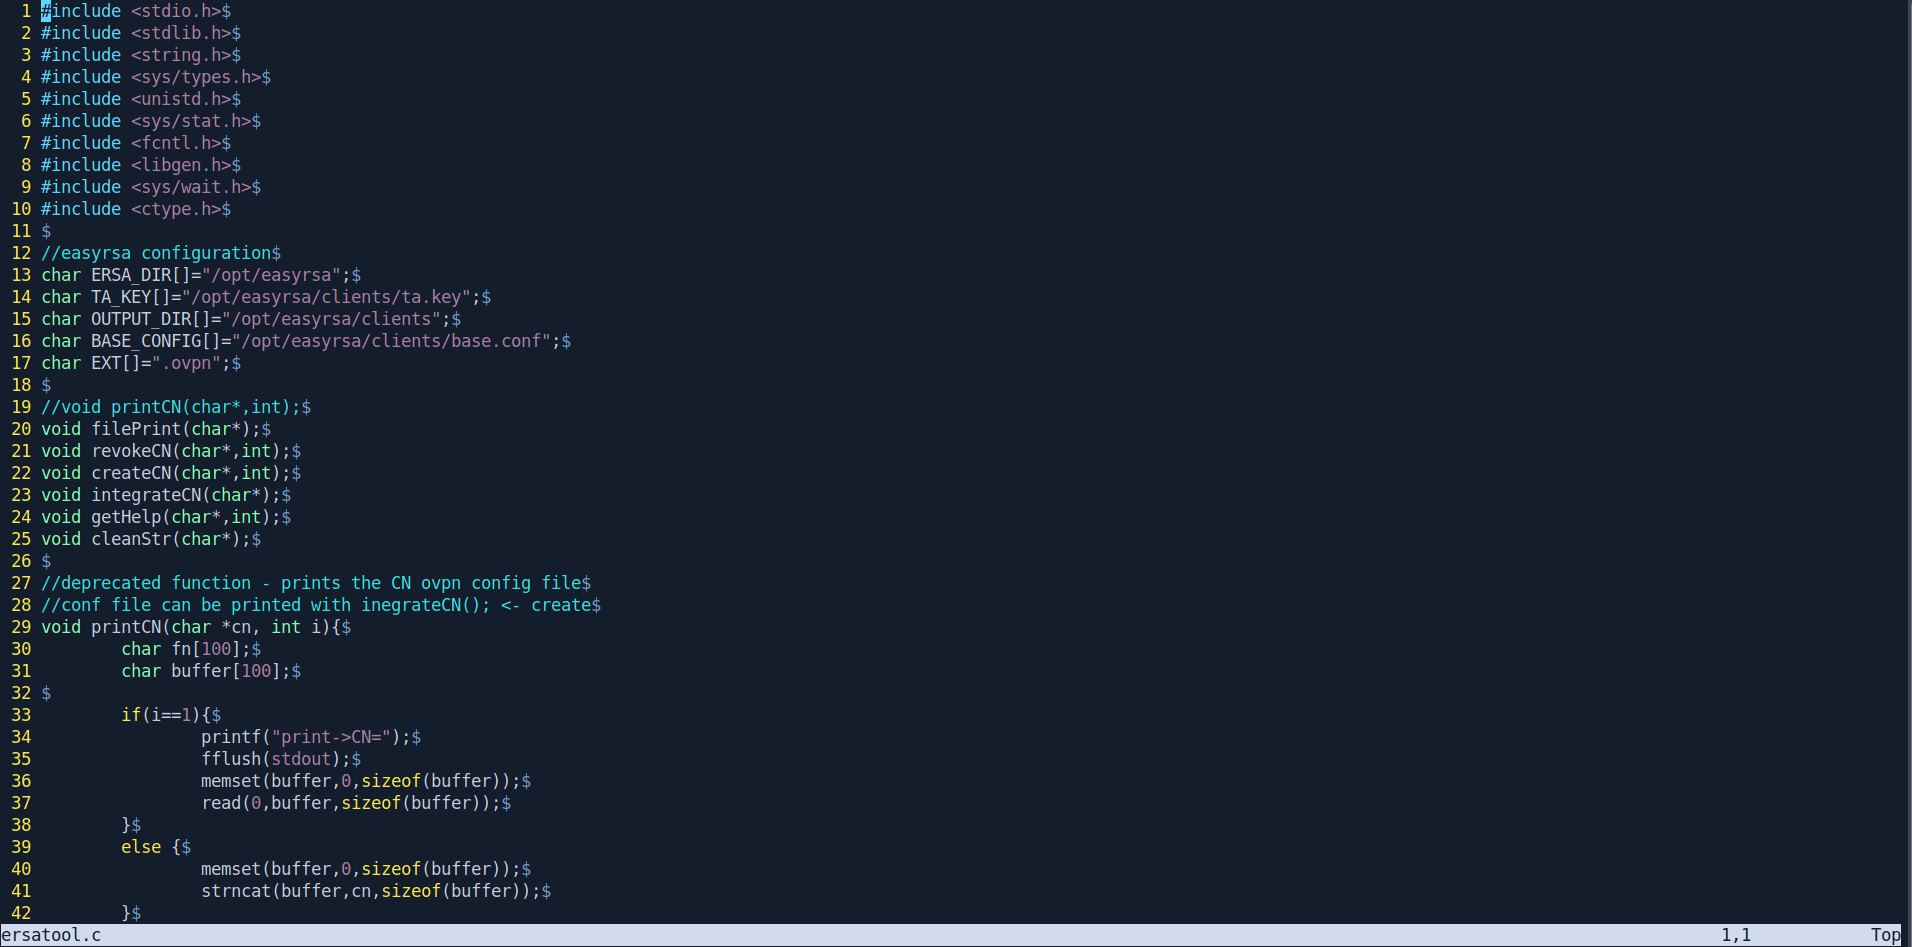 1 #include <stdio.h>$
2 #include <stdlib.h>$
3 #include <string.h>$
4 #include <sys/types.h>$
5 #include <unistd.h>$
6 #include <sys/stat.h>$
7 #include <fcntl.h>$
8 #include <libgen.h>$
9 #include <sys/wait.h>$
10 #include <ctype.h>$
11 $
12 //easyrsa configuration$
13 char ERSA_DIR[]="/opt/easyrsa";$
14 char TA_KEY[]="/opt/easyrsa/clients/ta.key";$
15 char OUTPUT_DIR[]="/opt/easyrsa/clients";$
16 char BASE_CONFIG[]="/opt/easyrsa/clients/base.conf";$
17 char EXT[]=".ovpn";$
18 $
19 //void printCN(char*,int);$
20 void filePrint(char*);$
21 void revokeCN(char*,int);$
22 void createCN(char*,int);$
23 void integrateCN(char*);$
24 void getHelp(char*,int);$
25 void cleanStr(char*);$
26 $
27 //deprecated function - prints the CN ovpn config file$
28 //conf file can be printed with inegrateCN(); <- create$
29 void printCN(char *cn, int i){$
30         char fn[100];$
31         char buffer[100];$
32 $
33         if(i==1){$
34                 printf("print->CN=");$
35                 fflush(stdout);$
36                 memset(buffer,0,sizeof(buffer));$
37                 read(0,buffer,sizeof(buffer));$
38         }$
39         else {$
40                 memset(buffer,0,sizeof(buffer));$
41                 strncat(buffer,cn,sizeof(buffer));$
42         }$
ersatool.c 1,1 Top